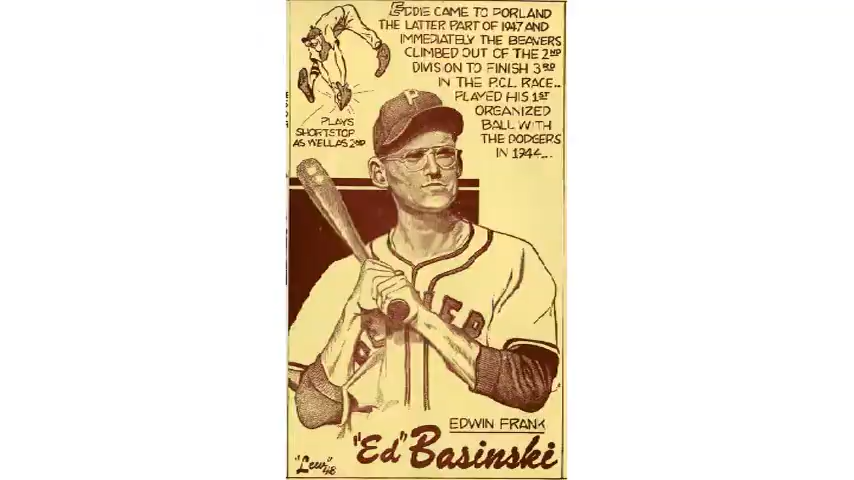 EDDIE CAME TO PORLAND
THE LATTER PART OF 1947 AND
IMMEDIATELY THE BEAVERS
CLIMBED OUT OF THE 2ND
DIVISION TO FINISH 3RD
IN THE P.C.L. RACE..
PLAYED HIS 1ST
ORGANIZED
BALL WITH
THE DODGERS
IN 1944...
PLAYS
SHORTSTOP
AS WELL AS 2ND
P
EDWIN FRANK
"Ed" Basinski
"Lew" 48